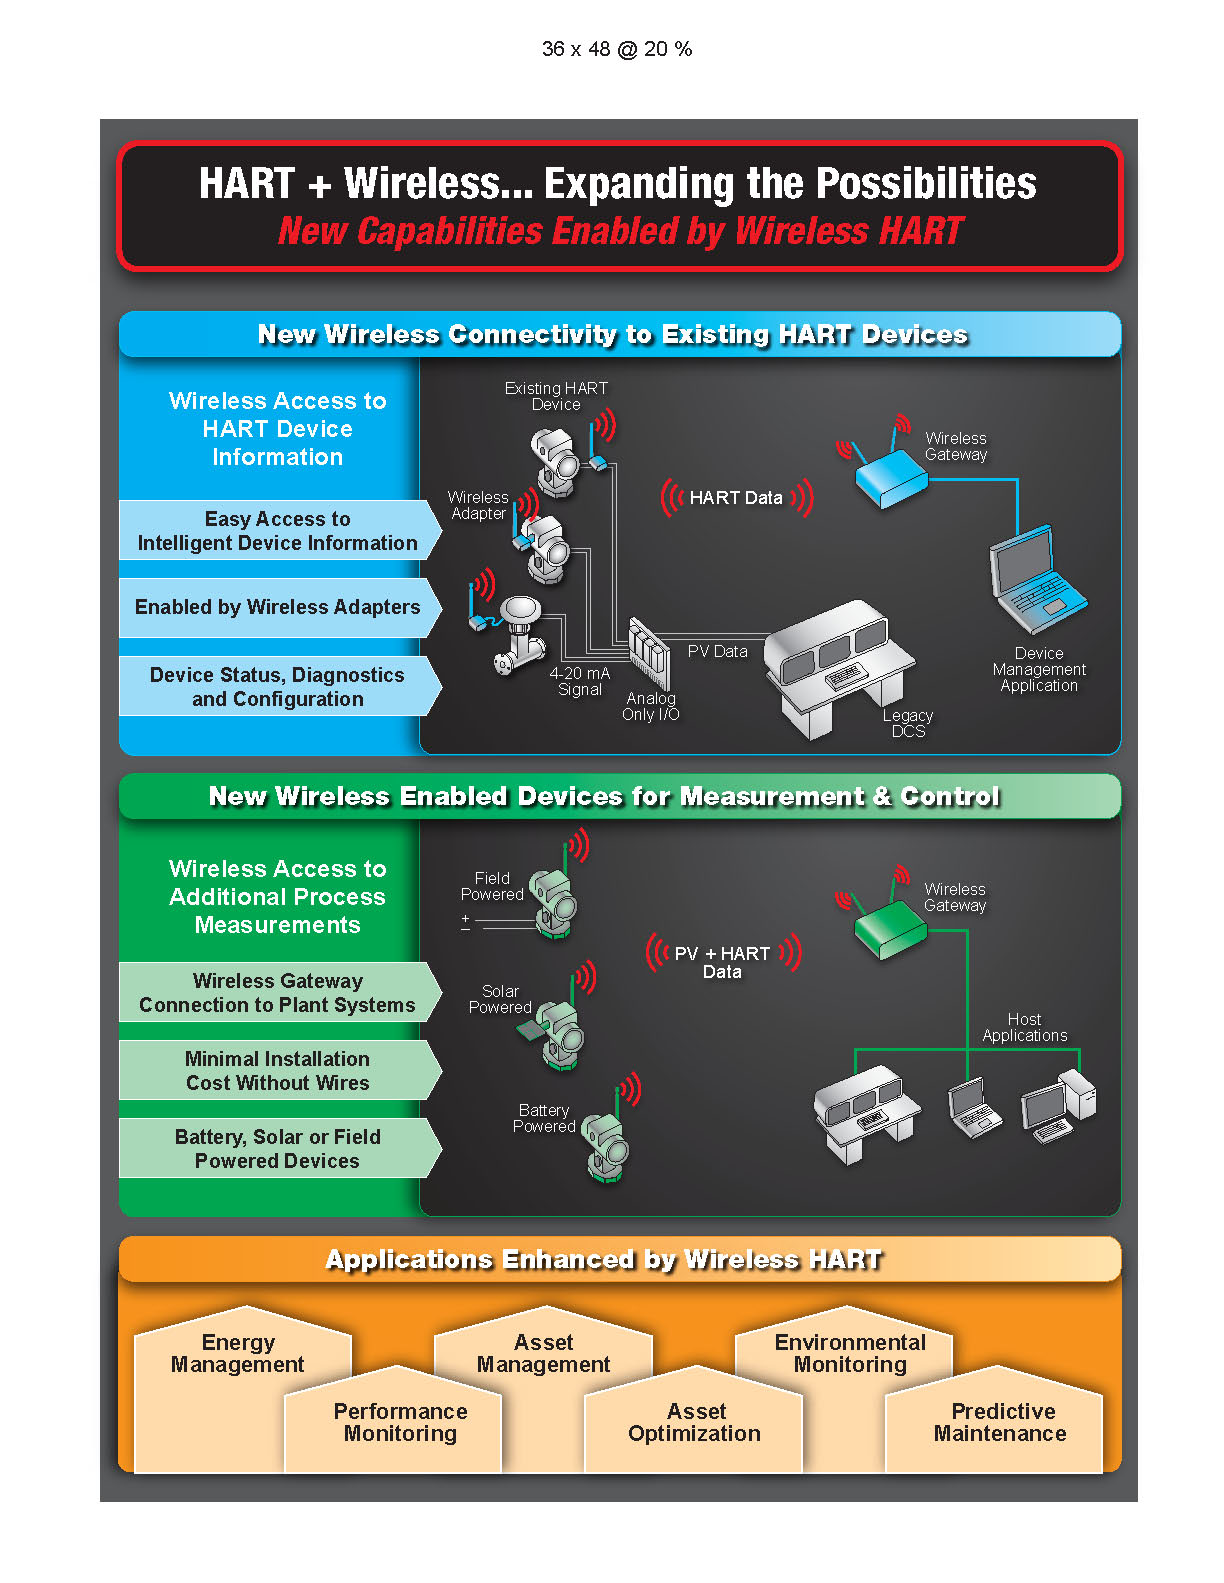 36 x 48 @ 20 %
HART + Wireless... Expanding the Possibilities
New Capabilities Enabled by Wireless HART
New Wireless Connectivity to Existing HART Devices
Wireless Access to
HART Device
Information
Easy Access to
Intelligent Device Information
Enabled by Wireless Adapters
Device Status, Diagnostics
and Configuration
Existing HART
Device
Wireless
Adapter
HART Data
Wireless
Gateway
4-20 mA
Signal
Analog
Only I/O
PV Data
Legacy
DCS
Device
Management
Application
New Wireless Enabled Devices for Measurement & Control
Wireless Access to
Additional Process
Measurements
Wireless Gateway
Connection to Plant Systems
Minimal Installation
Cost Without Wires
Battery, Solar or Field
Powered Devices
Field
Powered
+
–
Solar
Powered
Battery
Powered
PV + HART
Data
Wireless
Gateway
Host
Applications
Applications Enhanced by Wireless HART
Energy
Management
Performance
Monitoring
Asset
Management
Asset
Optimization
Environmental
Monitoring
Predictive
Maintenance